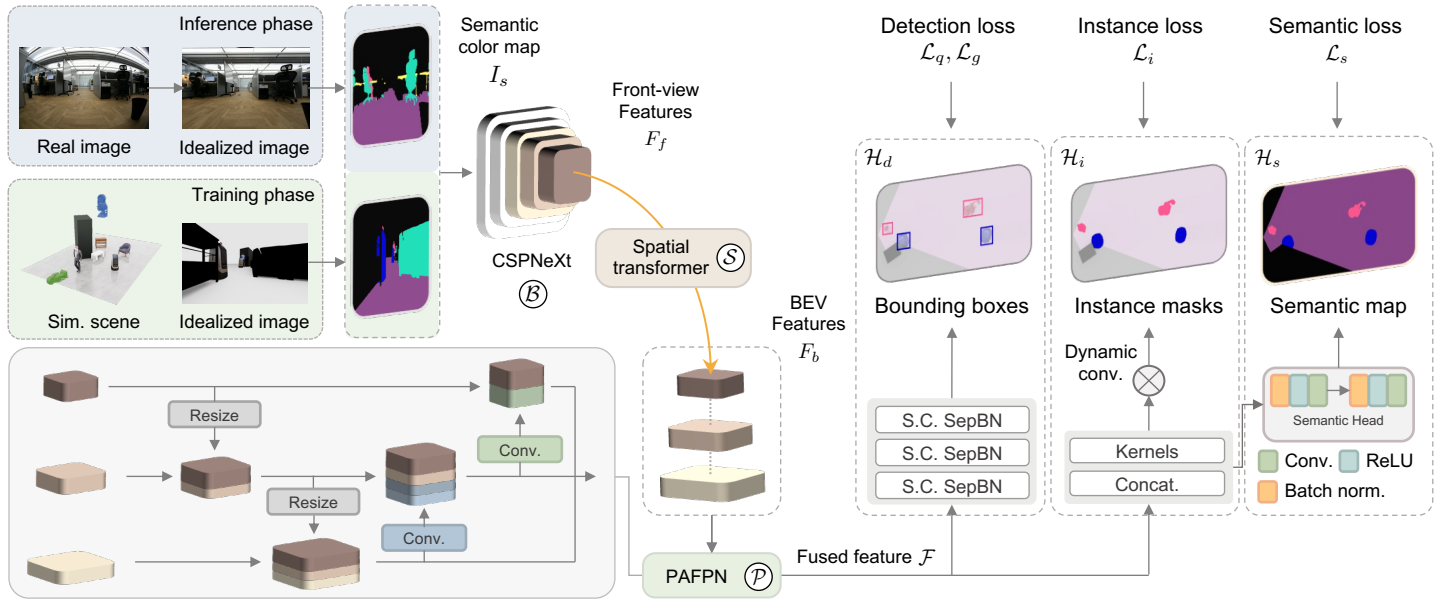 Inference phase
Real image
Idealized image
Training phase
Sim. scene
Idealized image
Semantic
color map
I_s
CSPNeXt
ℬ
Front-view
Features
F_f
Spatial
transformer
𝒮
BEV
Features
F_b
Resize
Resize
Conv.
Conv.
PAFPN
𝒫
Fused feature ℱ
Detection loss
ℒ_q, ℒ_g
ℋ_d
Bounding boxes
S.C. SepBN
S.C. SepBN
S.C. SepBN
Instance loss
ℒ_i
ℋ_i
Instance masks
Dynamic
conv.
Kernels
Concat.
Semantic loss
ℒ_s
ℋ_s
Semantic map
Semantic Head
Conv.
ReLU
Batch norm.